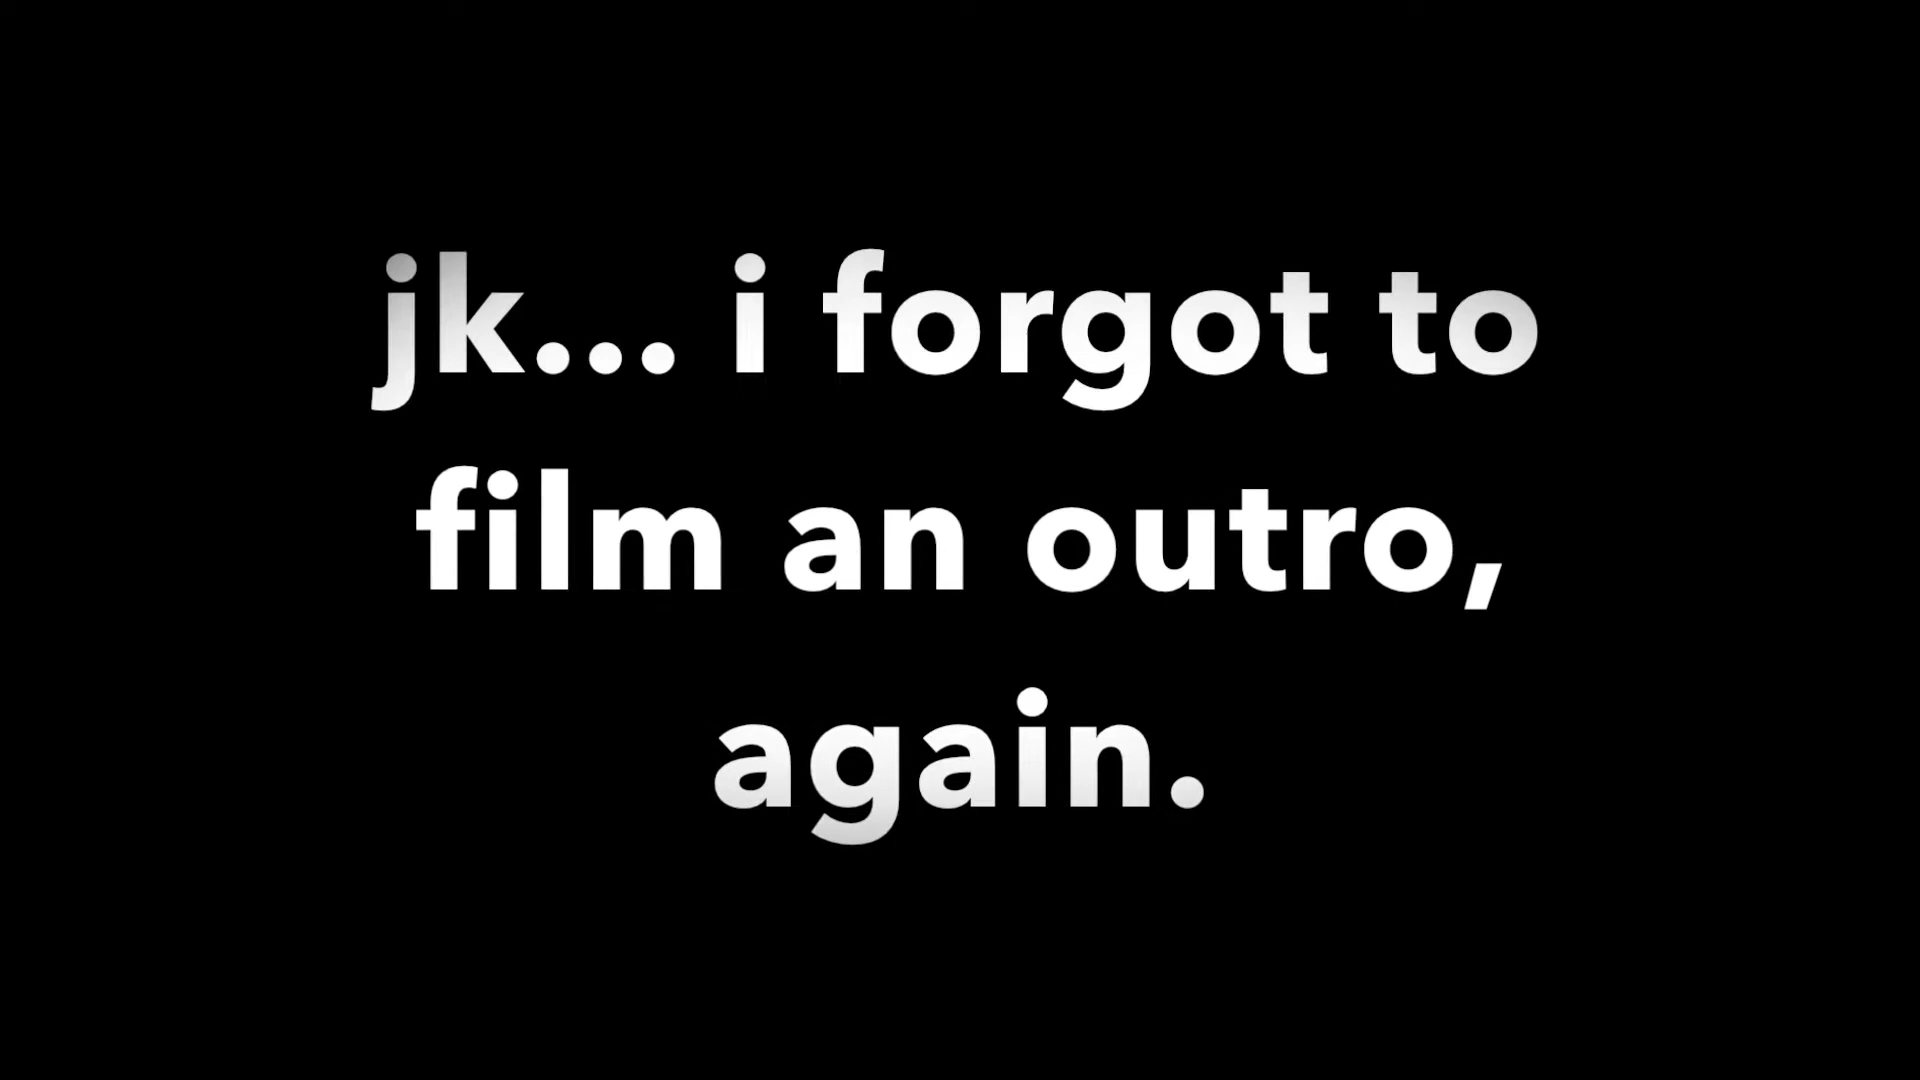 jk... i forgot to
film an outro,
again.